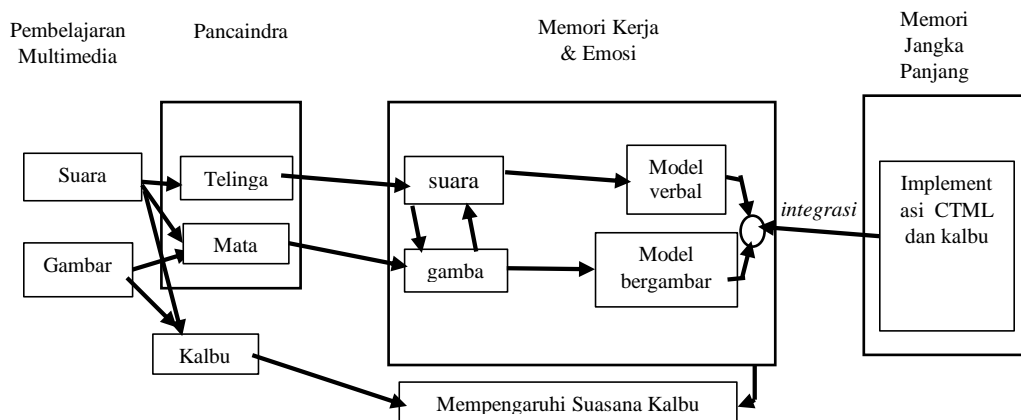 Pembelajaran
Multimedia
Pancaindra
Memori Kerja
& Emosi
Memori
Jangka
Panjang
Suara
Gambar
Telinga
Mata
Kalbu
suara
gamba
Model
verbal
Model
bergambar
integrasi
Implement
asi CTML
dan kalbu
Mempengaruhi Suasana Kalbu